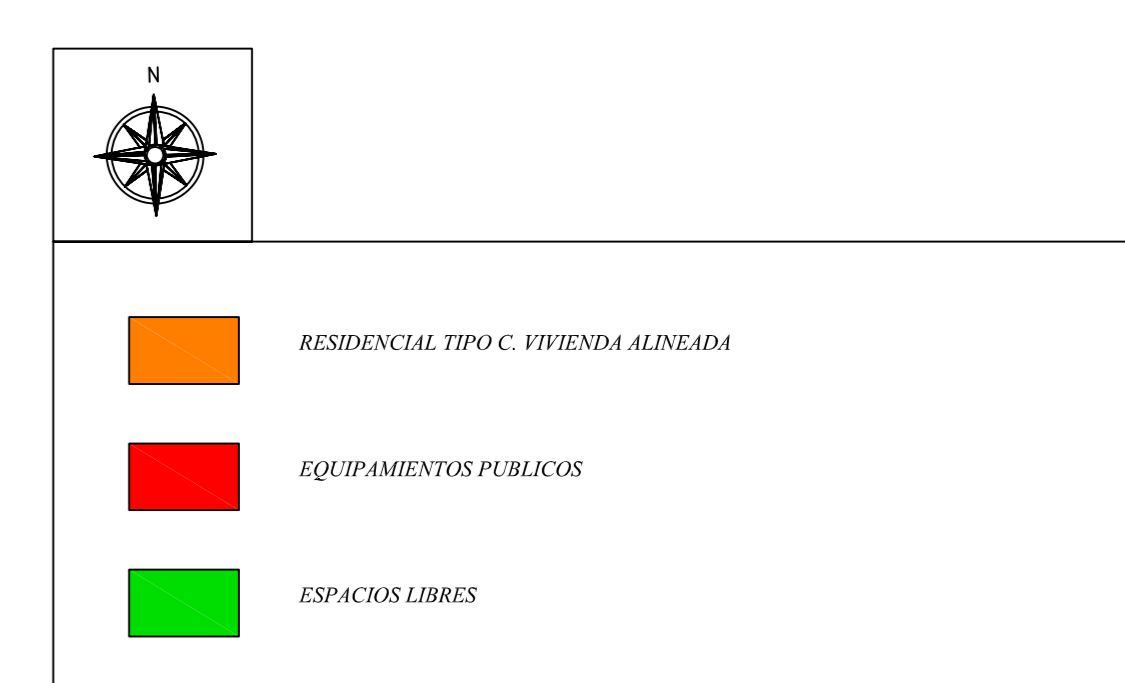 N
RESIDENCIAL TIPO C. VIVIENDA ALINEADA
EQUIPAMIENTOS PUBLICOS
ESPACIOS LIBRES